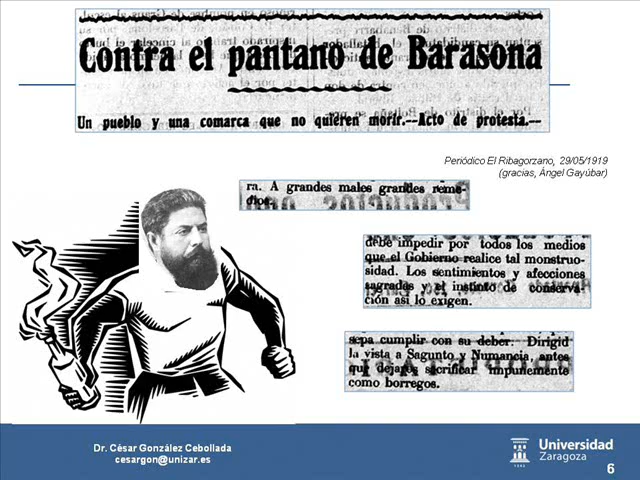 Contra el pantano de Barasona
Un pueblo y una comarca que no quieren morir.—Acto de protesta.—
Periódico El Ribagorzano, 29/05/1919
(gracias, Ángel Gayúbar)
ra. A grandes males grandes reme-
dios.
debe impedir por todos los medios
que el Gobierno realice tal monstruo-
sidad. Los sentimientos y afecciones
sagradas y el instinto de conserva-
ción así lo exigen.
sepa cumplir con su deber: Dirigid
la vista a Sagunto y Numancia, antes
que dejaros sacrificar impunemente
como borregos.
Dr. César González Cebollada
cesargon@unizar.es
Universidad
Zaragoza
1542
6